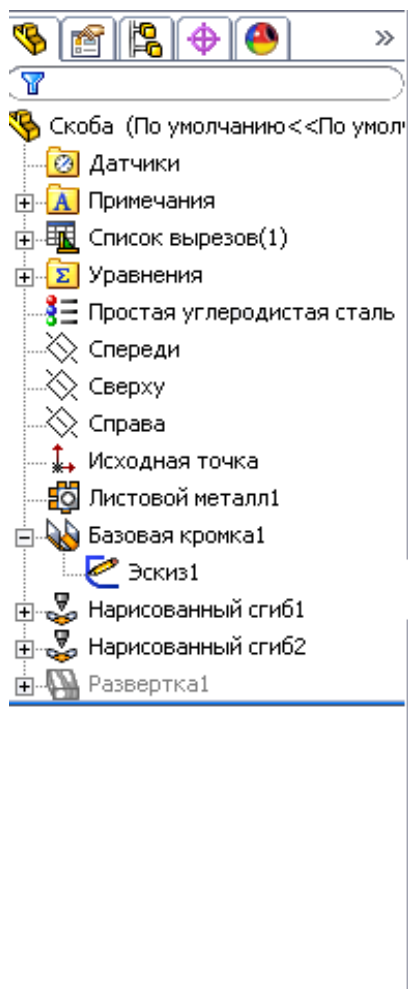 Скоба (По умолчанию<<По умол
Датчики
Примечания
Список вырезов(1)
Уравнения
Простая углеродистая сталь
Спереди
Сверху
Справа
Исходная точка
Листовой металл1
Базовая кромка1
Эскиз1
Нарисованный сгиб1
Нарисованный сгиб2
Развертка1